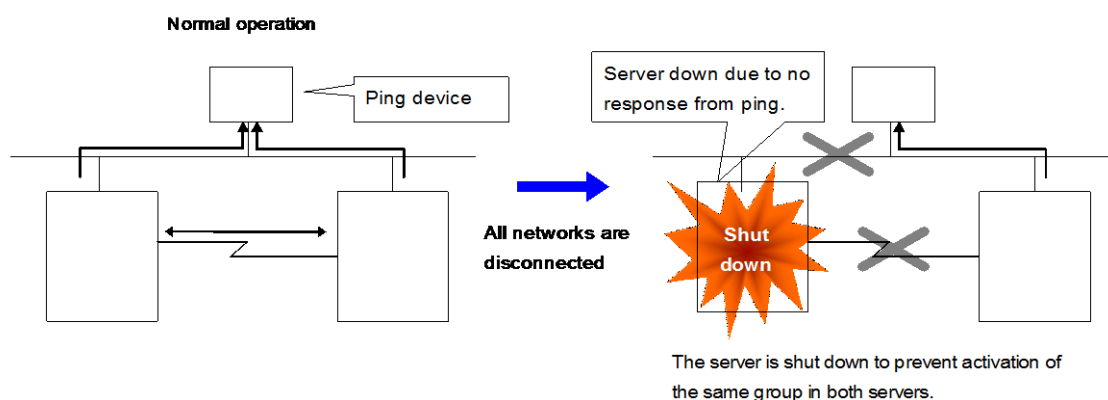 Normal operation
Ping device
Server down due to no
response from ping.
All networks are
disconnected
Shut
down
The server is shut down to prevent activation of
the same group in both servers.